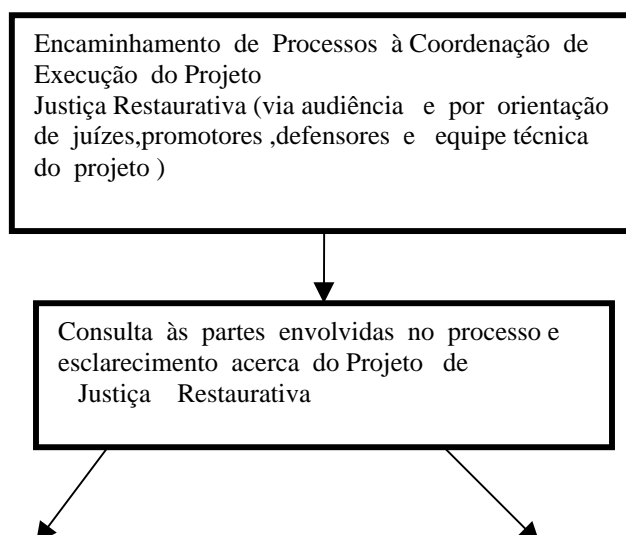 Encaminhamento de Processos à Coordenação de
Execução do Projeto
Justiça Restaurativa (via audiência e por orientação
de juízes,promotores ,defensores e equipe técnica
do projeto )
Consulta às partes envolvidas no processo e
esclarecimento acerca do Projeto de
Justiça Restaurativa